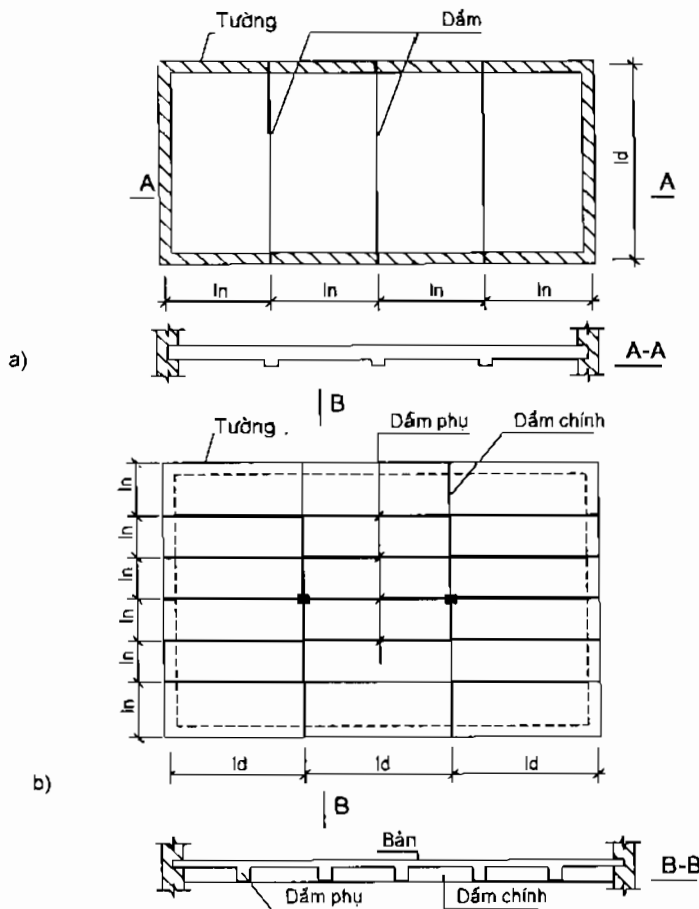 Tường
Dầm
ld
A
A
ln
ln
ln
ln
a)
A-A
B
Tường
Dầm phụ
Dầm chính
ln
ln
ln
ln
ln
ln
ld
ld
ld
b)
B
Bản
B-B
Dầm phụ
Dầm chính